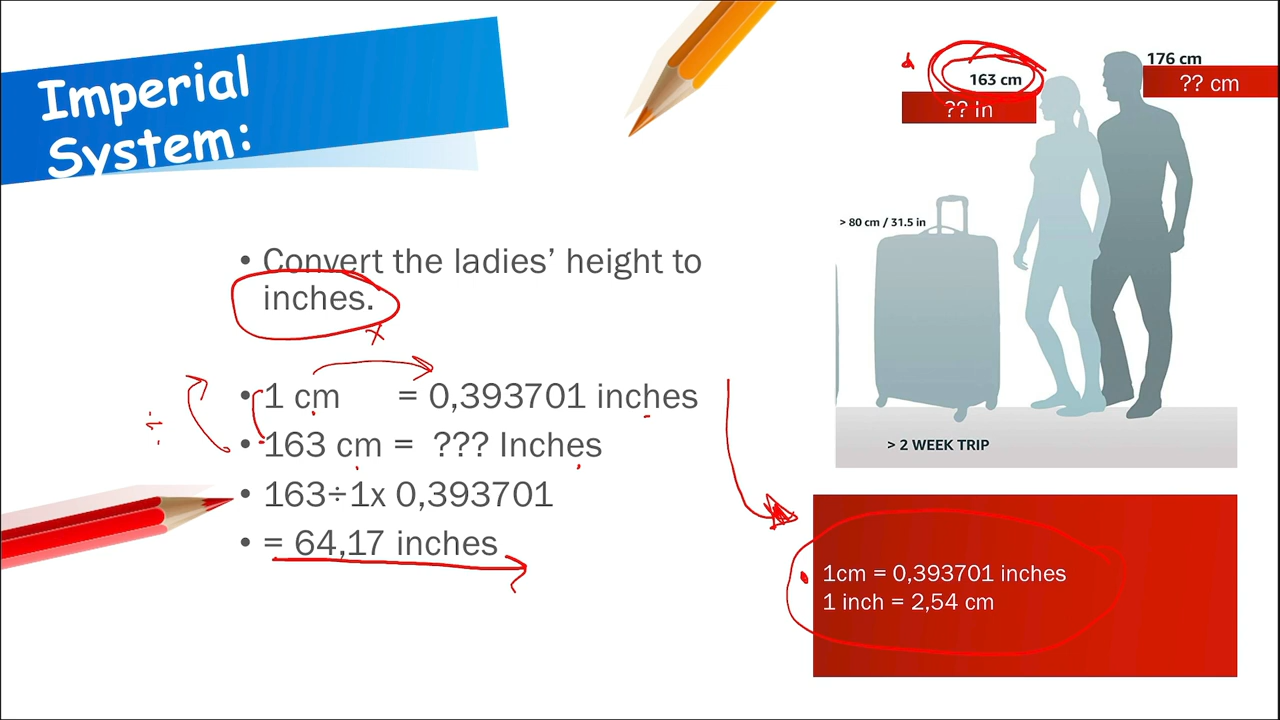 Imperial
System:
• Convert the ladies’ height to
inches.
x
• 1 cm = 0,393701 inches
• 163 cm = ??? Inches
÷
• 163÷1x 0,393701
• = 64,17 inches
163 cm
?? in
176 cm
?? cm
> 80 cm / 31.5 in
> 2 WEEK TRIP
1cm = 0,393701 inches
1 inch = 2,54 cm